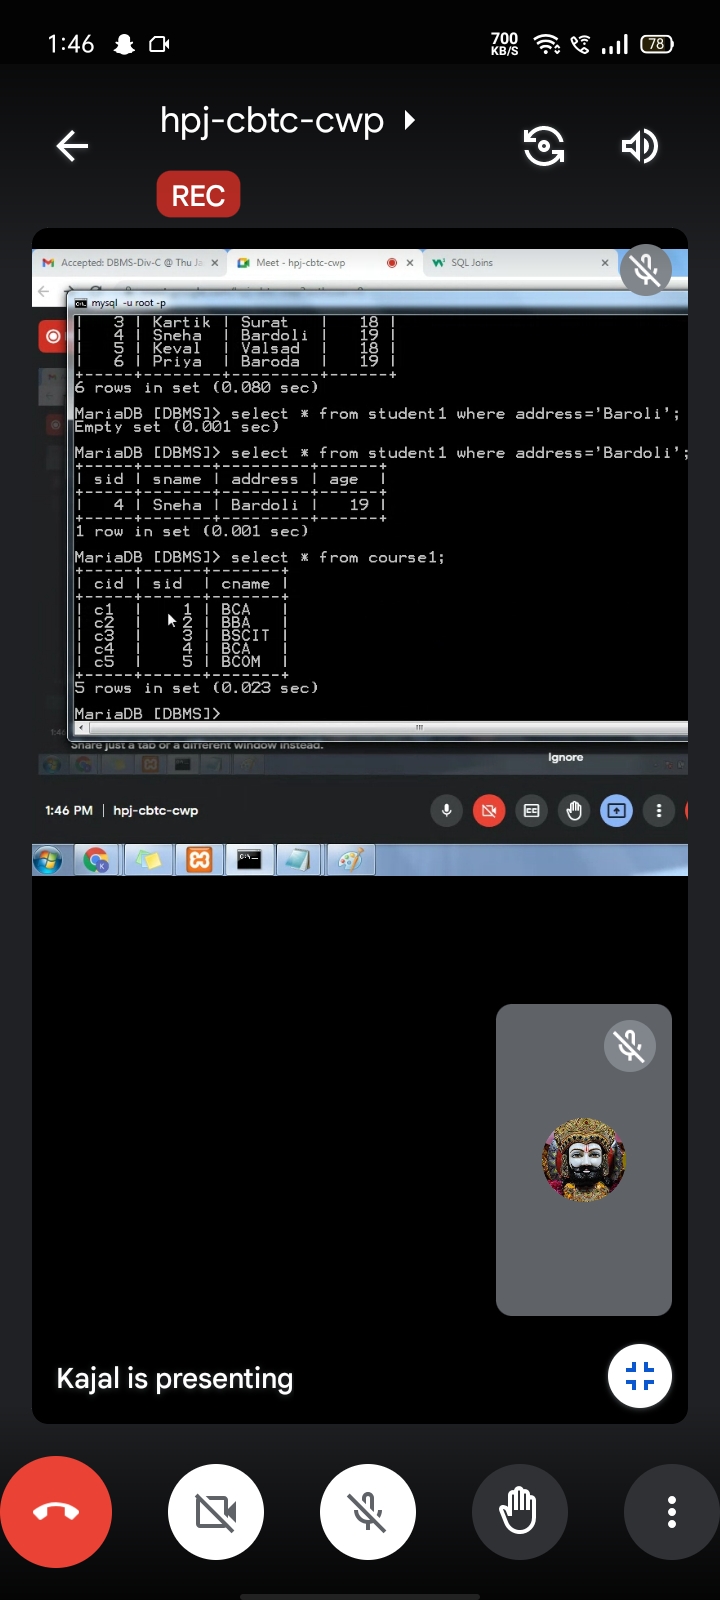 1:46
700
KB/S
78
hpj-cbtc-cwp
REC
Accepted: DBMS-Div-C @ Thu Ja
Meet - hpj-cbtc-cwp
SQL Joins
mysql -u root -p
| 3 | Kartik | Surat | 18 |
| 4 | Sneha | Bardoli | 19 |
| 5 | Keval | Valsad | 18 |
| 6 | Priya | Baroda | 19 |
+------+--------+---------+------+
6 rows in set (0.080 sec)
MariaDB [DBMS]> select * from student1 where address='Baroli';
Empty set (0.001 sec)
MariaDB [DBMS]> select * from student1 where address='Bardoli';
+------+-------+---------+------+
| sid | sname | address | age |
+------+-------+---------+------+
| 4 | Sneha | Bardoli | 19 |
+------+-------+---------+------+
1 row in set (0.001 sec)
MariaDB [DBMS]> select * from course1;
+-----+------+-------+
| cid | sid | cname |
+-----+------+-------+
| c1 | 1 | BCA |
| c2 | 2 | BBA |
| c3 | 3 | BSCIT |
| c4 | 4 | BCA |
| c5 | 5 | BCOM |
+-----+------+-------+
5 rows in set (0.023 sec)
MariaDB [DBMS]>
Share just a tab or a different window instead.
Ignore
1:46 PM | hpj-cbtc-cwp
Kajal is presenting